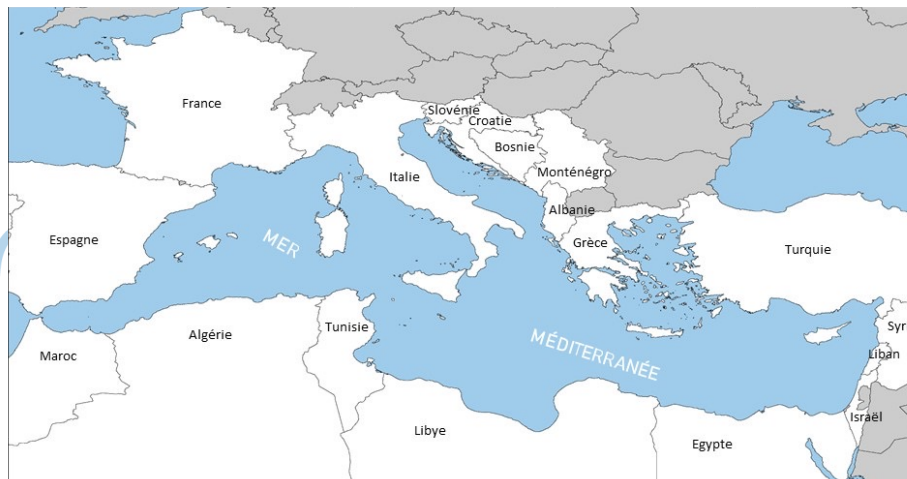 France
Slovénie
Croatie
Bosnie
Monténégro
Italie
Albanie
Espagne
MER
Grèce
Turquie
Algérie
Tunisie
Maroc
MÉDITERRANÉE
Syr
Liban
Israël
Libye
Egypte